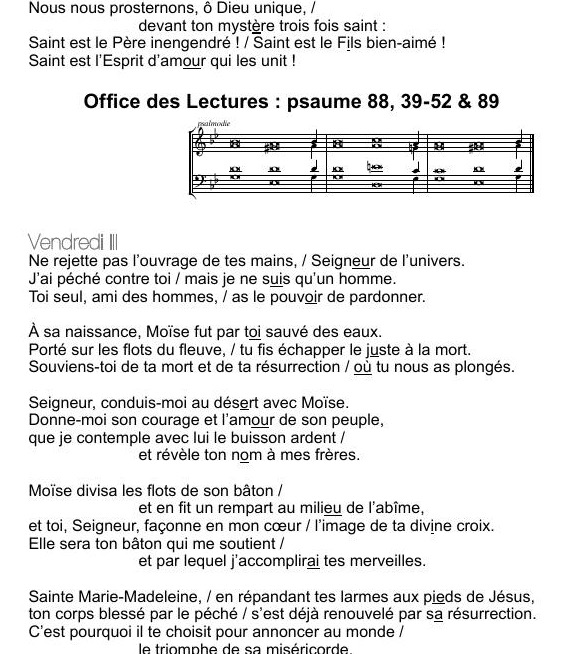 Nous nous prosternons, ô Dieu unique, /
devant ton mystère trois fois saint :
Saint est le Père inengendré ! / Saint est le Fils bien-aimé !
Saint est l'Esprit d'amour qui les unit !
Office des Lectures : psaume 88, 39-52 & 89
psalmodie
Vendredi III
Ne rejette pas l'ouvrage de tes mains, / Seigneur de l'univers.
J'ai péché contre toi / mais je ne suis qu'un homme.
Toi seul, ami des hommes, / as le pouvoir de pardonner.
À sa naissance, Moïse fut par toi sauvé des eaux.
Porté sur les flots du fleuve, / tu fis échapper le juste à la mort.
Souviens-toi de ta mort et de ta résurrection / où tu nous as plongés.
Seigneur, conduis-moi au désert avec Moïse.
Donne-moi son courage et l'amour de son peuple,
que je contemple avec lui le buisson ardent /
et révèle ton nom à mes frères.
Moïse divisa les flots de son bâton /
et en fit un rempart au milieu de l'abîme,
et toi, Seigneur, façonne en mon cœur / l'image de ta divine croix.
Elle sera ton bâton qui me soutient /
et par lequel j'accomplirai tes merveilles.
Sainte Marie-Madeleine, / en répandant tes larmes aux pieds de Jésus,
ton corps blessé par le péché / s'est déjà renouvelé par sa résurrection.
C'est pourquoi il te choisit pour annoncer au monde /
le triomphe de sa miséricorde.